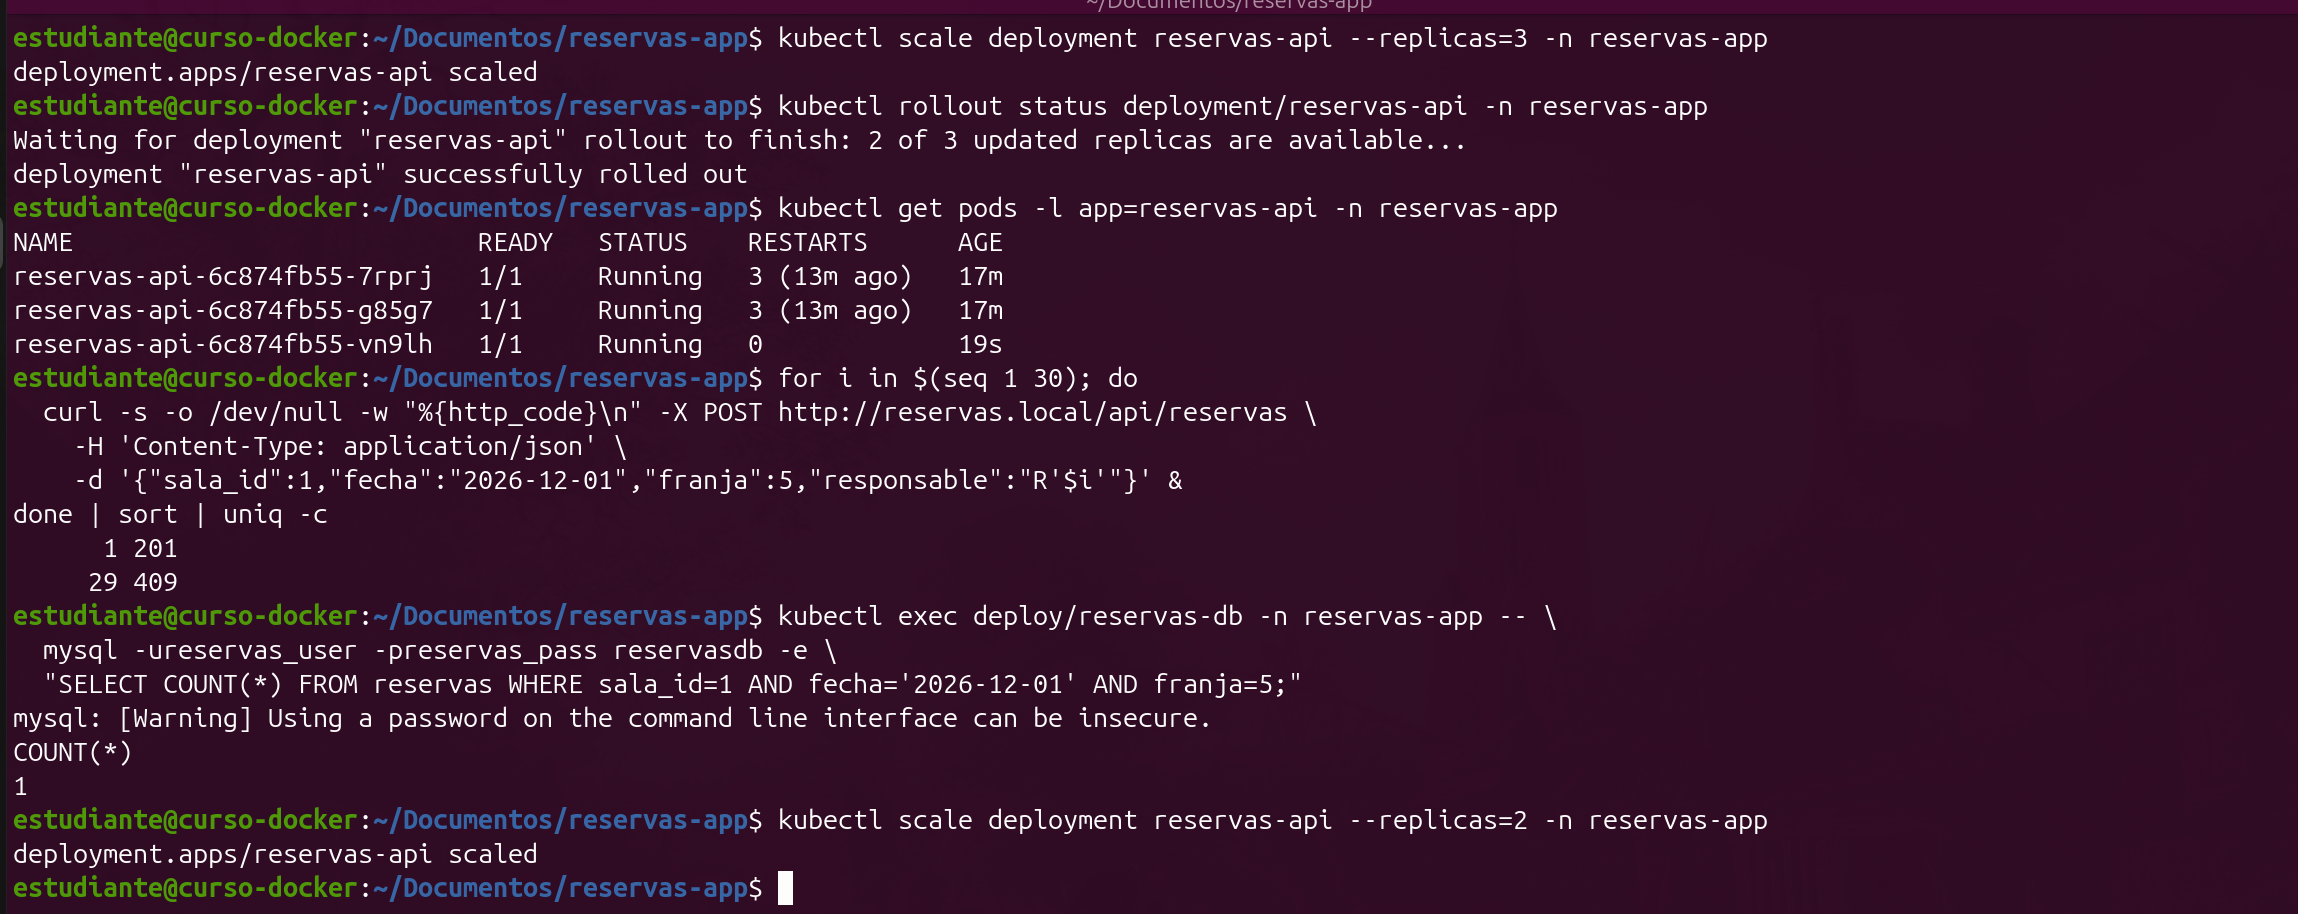 ~/Documentos/reservas-app
estudiante@curso-docker:~/Documentos/reservas-app$ kubectl scale deployment reservas-api --replicas=3 -n reservas-app
deployment.apps/reservas-api scaled
estudiante@curso-docker:~/Documentos/reservas-app$ kubectl rollout status deployment/reservas-api -n reservas-app
Waiting for deployment "reservas-api" rollout to finish: 2 of 3 updated replicas are available...
deployment "reservas-api" successfully rolled out
estudiante@curso-docker:~/Documentos/reservas-app$ kubectl get pods -l app=reservas-api -n reservas-app
NAME                            READY   STATUS    RESTARTS      AGE
reservas-api-6c874fb55-7rprj   1/1     Running   3 (13m ago)   17m
reservas-api-6c874fb55-g85g7   1/1     Running   3 (13m ago)   17m
reservas-api-6c874fb55-vn9lh   1/1     Running   0             19s
estudiante@curso-docker:~/Documentos/reservas-app$ for i in $(seq 1 30); do
  curl -s -o /dev/null -w "%{http_code}\n" -X POST http://reservas.local/api/reservas \
    -H 'Content-Type: application/json' \
    -d '{"sala_id":1,"fecha":"2026-12-01","franja":5,"responsable":"R'$i'"}' &
done | sort | uniq -c
      1 201
     29 409
estudiante@curso-docker:~/Documentos/reservas-app$ kubectl exec deploy/reservas-db -n reservas-app -- \
  mysql -ureservas_user -preservas_pass reservasdb -e \
  "SELECT COUNT(*) FROM reservas WHERE sala_id=1 AND fecha='2026-12-01' AND franja=5;"
mysql: [Warning] Using a password on the command line interface can be insecure.
COUNT(*)
1
estudiante@curso-docker:~/Documentos/reservas-app$ kubectl scale deployment reservas-api --replicas=2 -n reservas-app
deployment.apps/reservas-api scaled
estudiante@curso-docker:~/Documentos/reservas-app$